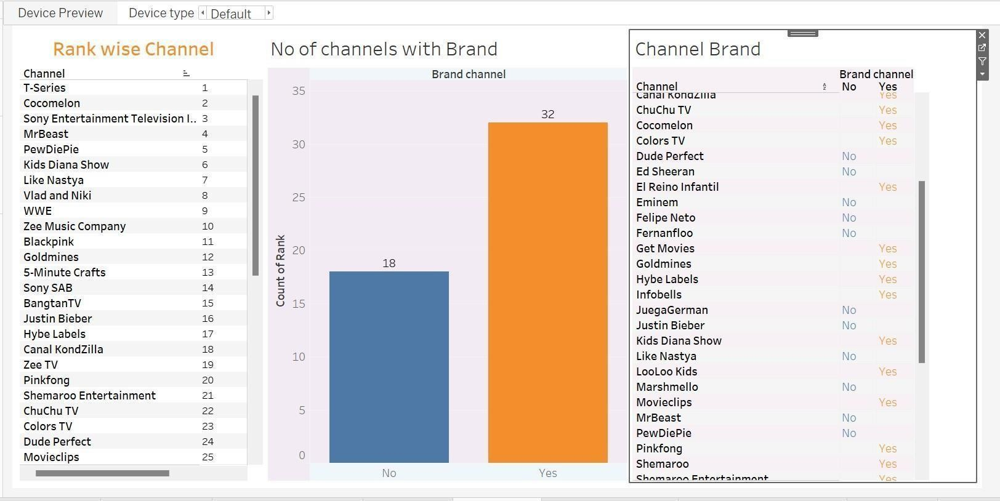 Device Preview
Device type Default
Rank wise Channel
Channel
T-Series 1
Cocomelon 2
Sony Entertainment Television I.. 3
MrBeast 4
PewDiePie 5
Kids Diana Show 6
Like Nastya 7
Vlad and Niki 8
WWE 9
Zee Music Company 10
Blackpink 11
Goldmines 12
5-Minute Crafts 13
Sony SAB 14
BangtanTV 15
Justin Bieber 16
Hybe Labels 17
Canal KondZilla 18
Zee TV 19
Pinkfong 20
Shemaroo Entertainment 21
ChuChu TV 22
Colors TV 23
Dude Perfect 24
Movieclips 25
No of channels with Brand
Brand channel
Count of Rank
35
30
25
20
15
10
5
0
18
32
No
Yes
Channel Brand
Brand channel
Channel No Yes
Canal KondZilla Yes
ChuChu TV Yes
Cocomelon Yes
Colors TV Yes
Dude Perfect No
Ed Sheeran No
El Reino Infantil Yes
Eminem No
Felipe Neto No
Fernanfloo No
Get Movies Yes
Goldmines Yes
Hybe Labels Yes
Infobells Yes
JuegaGerman No
Justin Bieber No
Kids Diana Show Yes
Like Nastya No
LooLoo Kids Yes
Marshmello No
Movieclips Yes
MrBeast No
PewDiePie No
Pinkfong Yes
Shemaroo Yes
Shemaroo Entertainment Yes